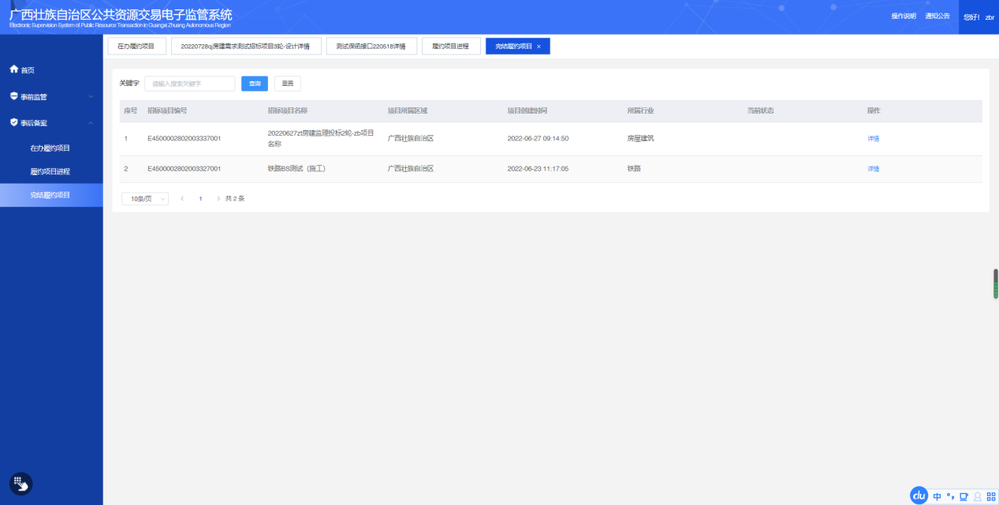 广西壮族自治区公共资源交易电子监管系统
Electronic Supervision System of Public Resource Transaction in Guangxi Zhuang Autonomous Region
操作说明 通知公告 您好! zbr
首页
事前监管
事后备案
在办履约项目
履约项目进程
完结履约项目
在办履约项目 20220728qj房建需求测试招标项目3轮-设计详情 测试保函接口220518详情 履约项目进程 完结履约项目 ×
关键字 请输入搜索关键字 查询 重置
序号 招标项目编号 招标项目名称 项目所属区域 项目创建时间 所属行业 当前状态 操作
1 E4500002802003337001 20220627zt房建监理投标2轮-zb项目名称 广西壮族自治区 2022-06-27 09:14:50 房屋建筑 详情
2 E4500002802003327001 铁路BS测试（施工） 广西壮族自治区 2022-06-23 11:17:05 铁路 详情
10条/页 < 1 > 共 2 条
du 中 °,